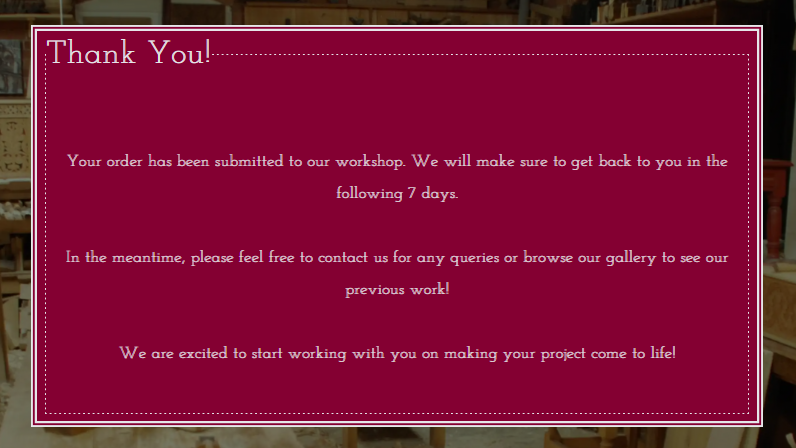 Thank You!
Your order has been submitted to our workshop. We will make sure to get back to you in the
following 7 days.
In the meantime, please feel free to contact us for any queries or browse our gallery to see our
previous work!
We are excited to start working with you on making your project come to life!